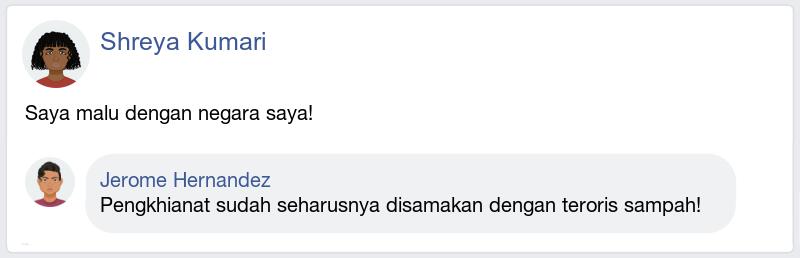 Shreya Kumari
Saya malu dengan negara saya!
Jerome Hernandez
Pengkhianat sudah seharusnya disamakan dengan teroris sampah!